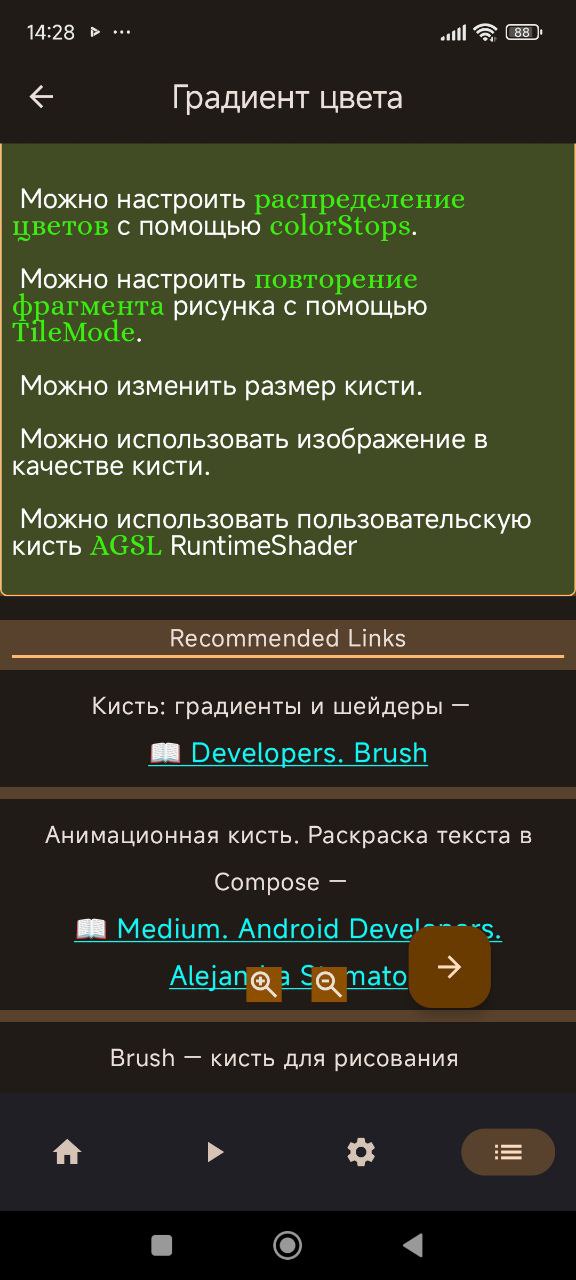 14:28
88
Градиент цвета
Можно настроить распределение
цветов с помощью colorStops.
Можно настроить повторение
фрагмента рисунка с помощью
TileMode.
Можно изменить размер кисти.
Можно использовать изображение в
качестве кисти.
Можно использовать пользовательскую
кисть AGSL RuntimeShader
Recommended Links
Кисть: градиенты и шейдеры —
Developers. Brush
Анимационная кисть. Раскраска текста в
Compose —
Medium. Android Developers.
Brush — кисть для рисования